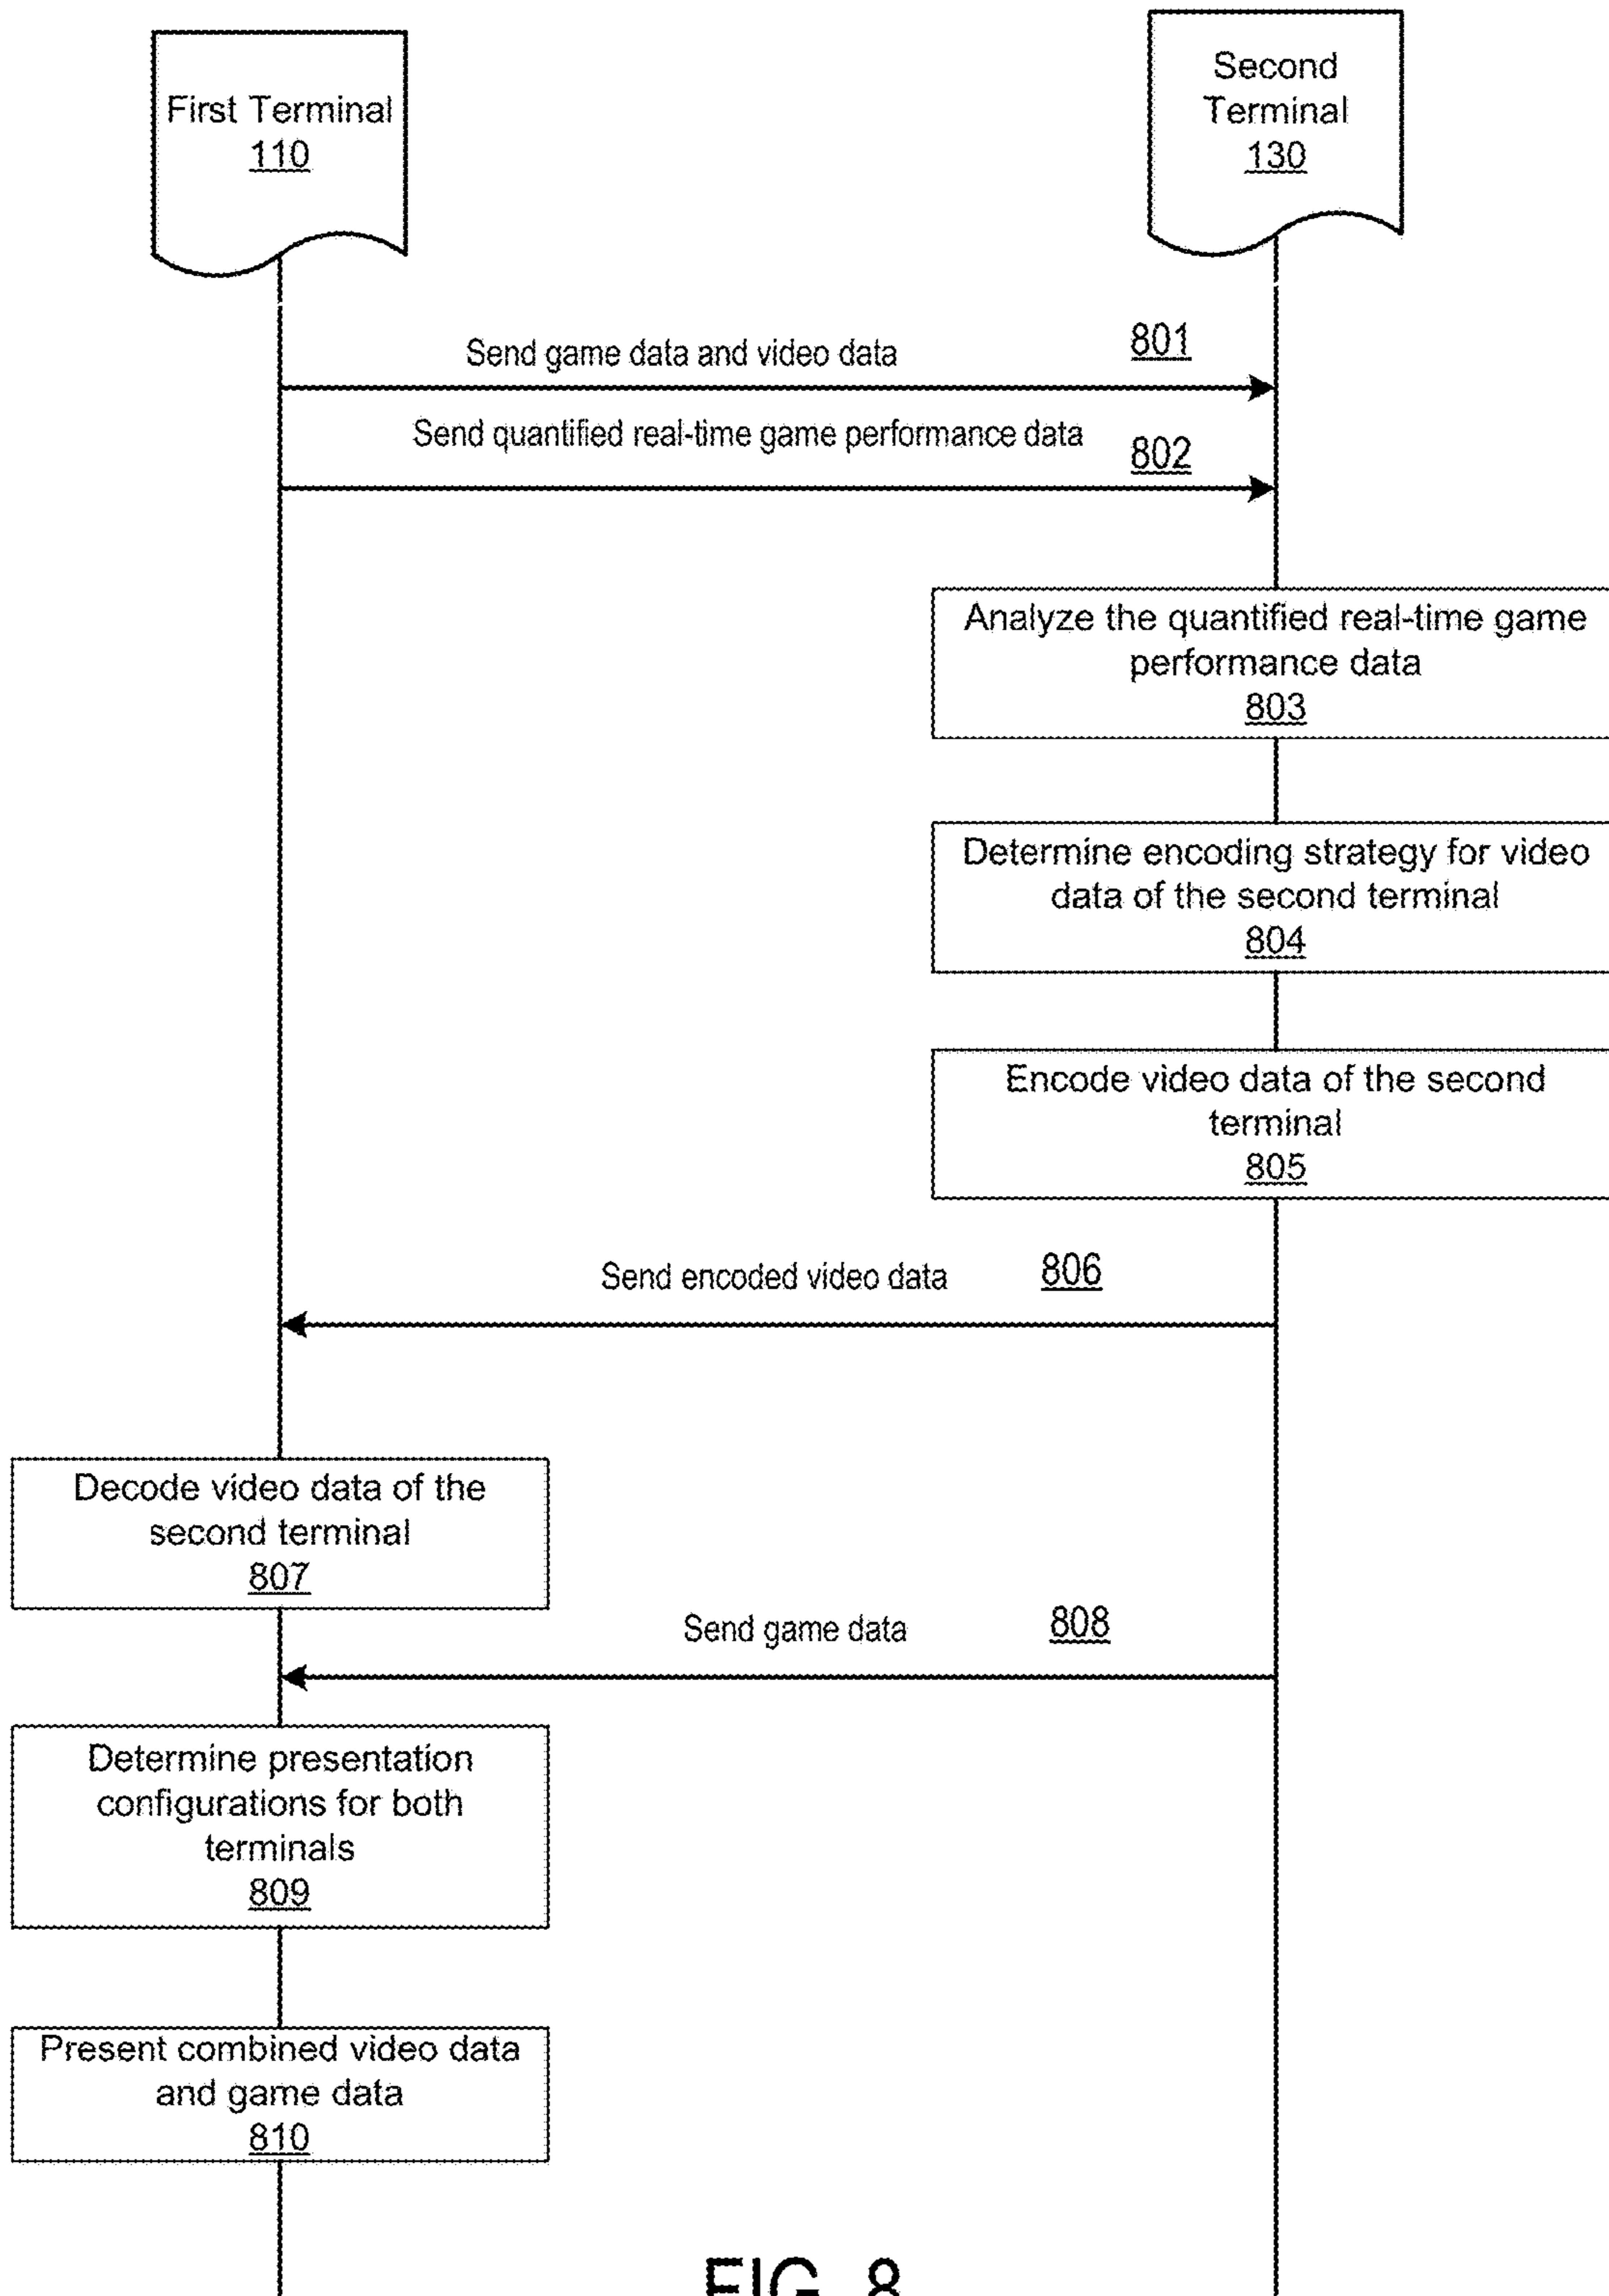 First Terminal
110
Second
Terminal
130
Send game data and video data
801
Send quantified real-time game performance data
802
Analyze the quantified real-time game
performance data
803
Determine encoding strategy for video
data of the second terminal
804
Encode video data of the second
terminal
805
Send encoded video data
806
Decode video data of the
second terminal
807
Send game data
808
Determine presentation
configurations for both
terminals
809
Present combined video data
and game data
810
FIG. 8